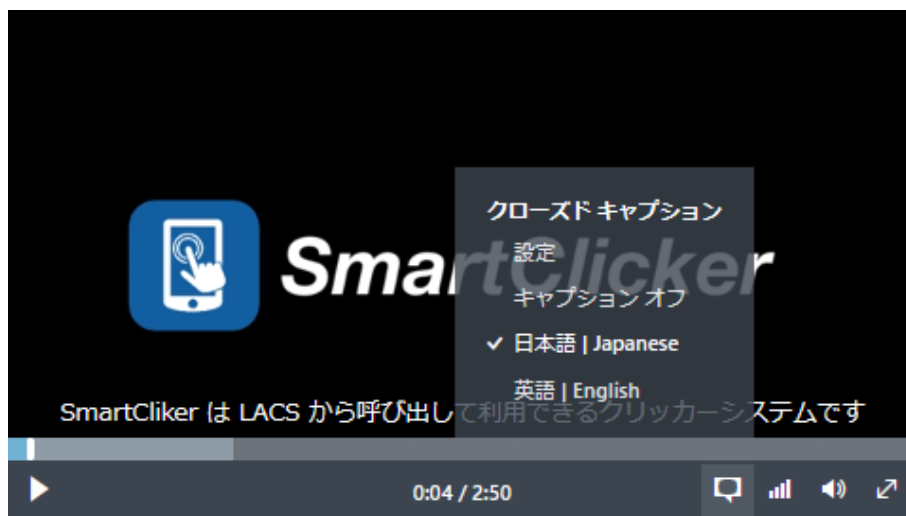 クローズド キャプション
設定
SmartClicker
キャプション オフ
日本語 | Japanese
英語 | English
SmartCliker は LACS から呼び出して利用できるクリッカーシステムです
0:04 / 2:50